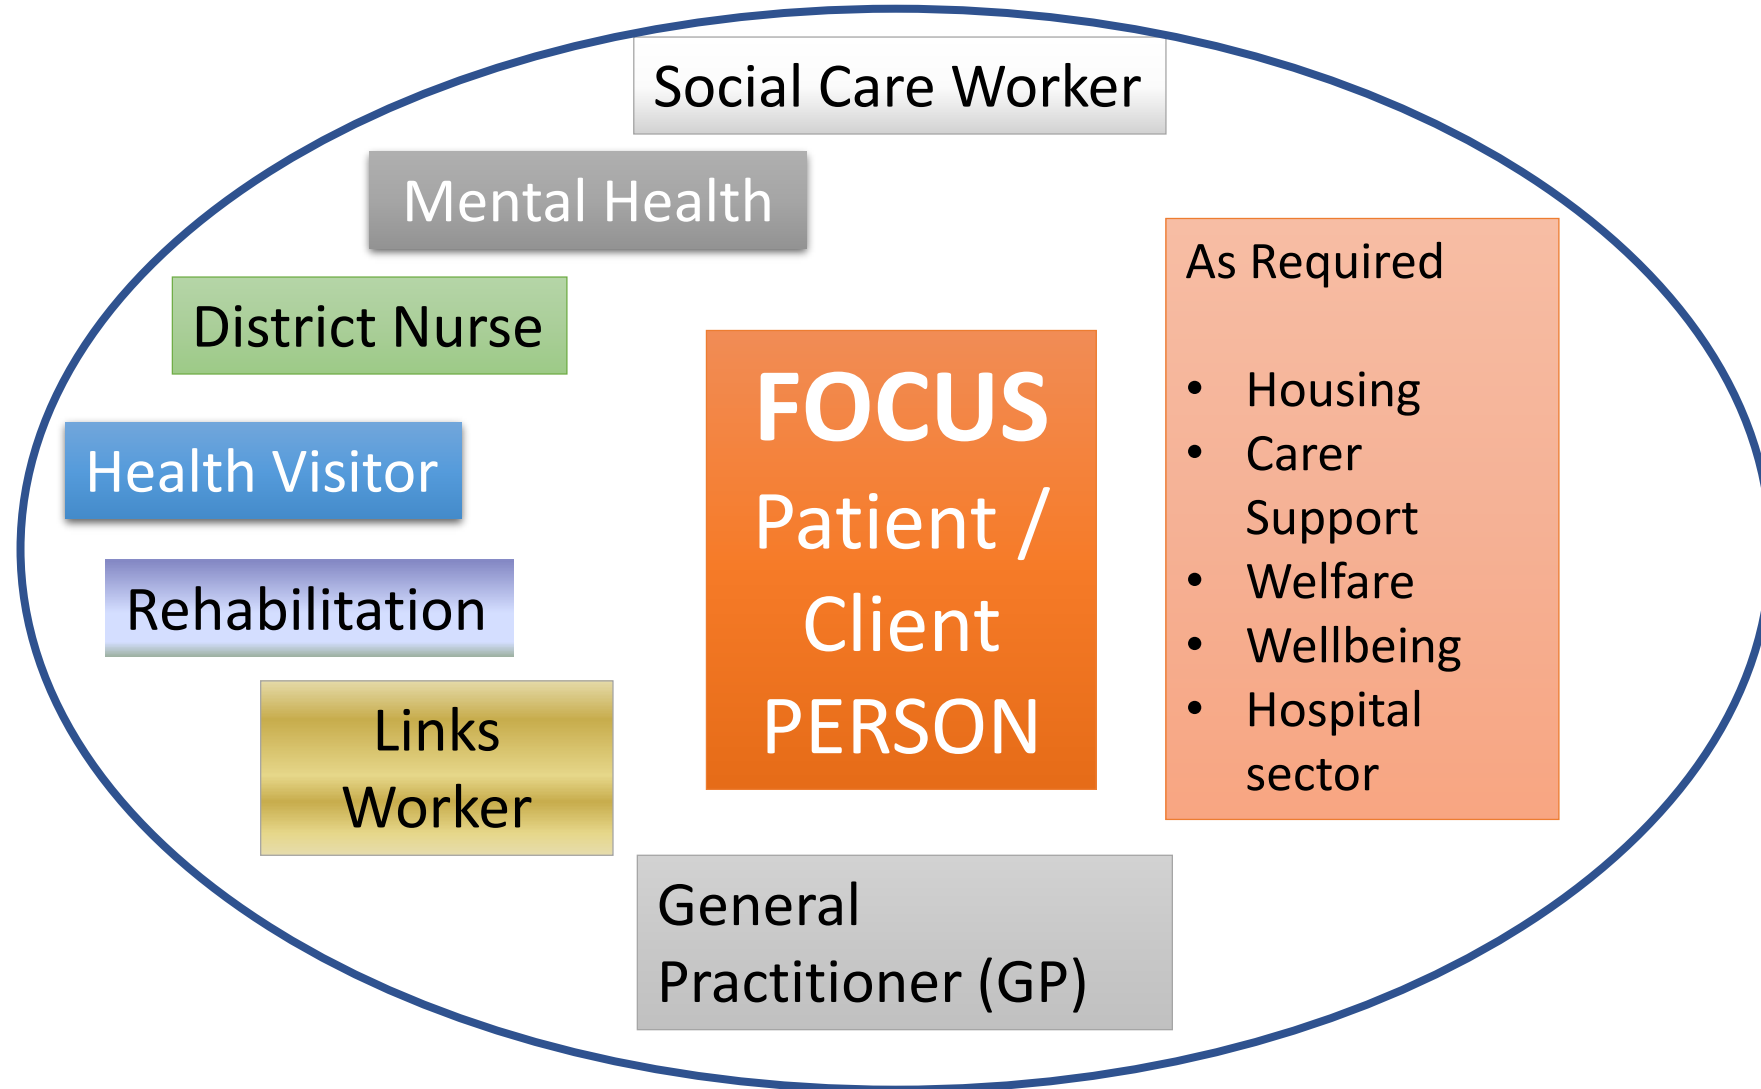 Social Care Worker
Mental Health
District Nurse
Health Visitor
Rehabilitation
Links
Worker
General
Practitioner (GP)
FOCUS
Patient /
Client
PERSON
As Required
• Housing
• Carer
Support
• Welfare
• Wellbeing
• Hospital
sector